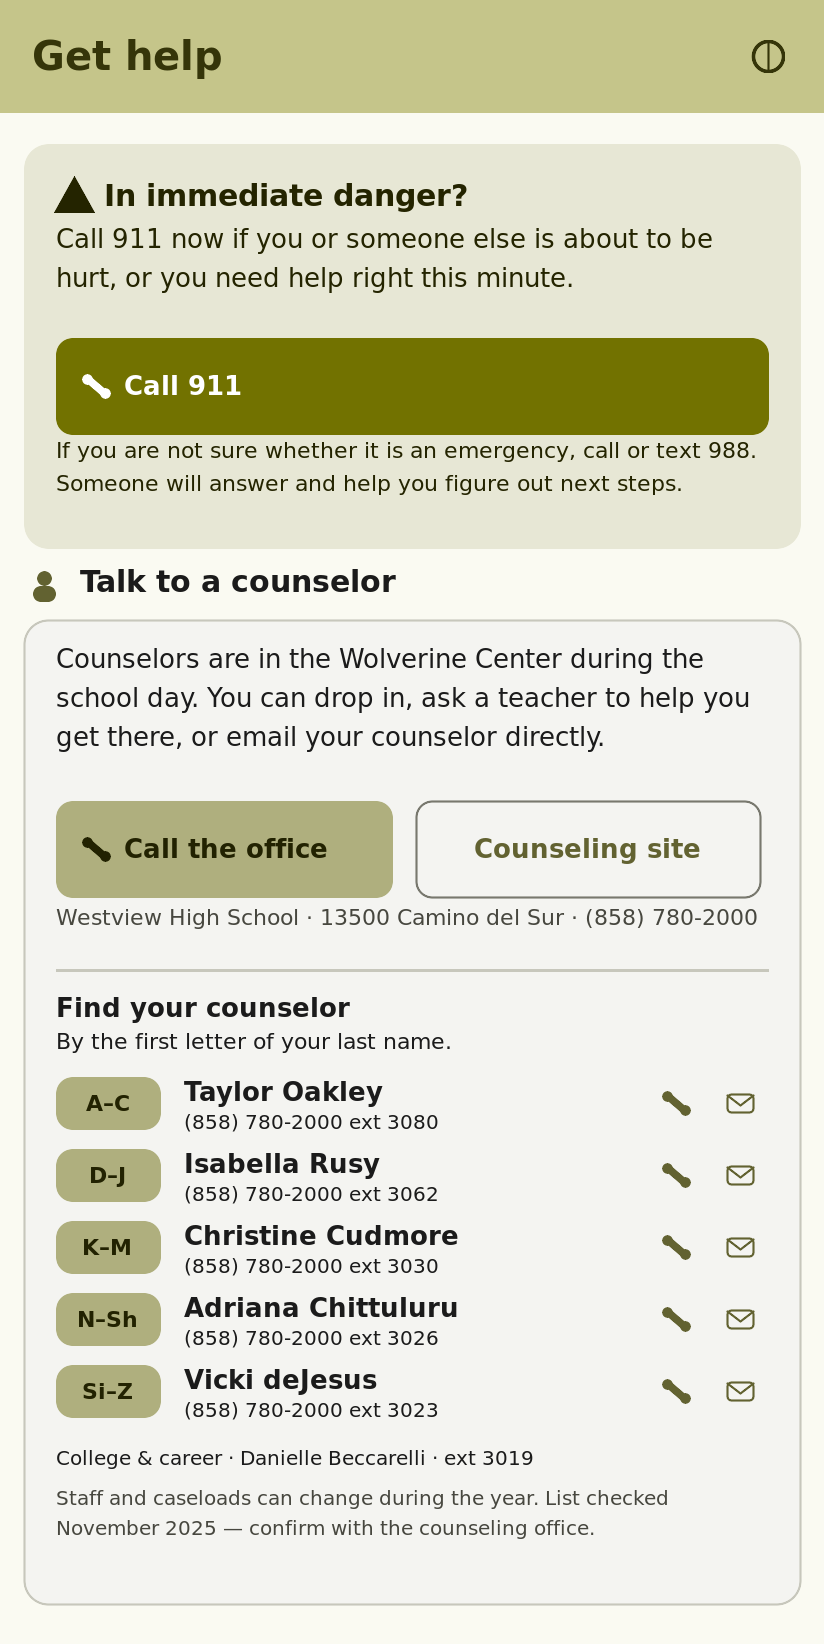 Get help
In immediate danger?
Call 911 now if you or someone else is about to be
hurt, or you need help right this minute.
Call 911
If you are not sure whether it is an emergency, call or text 988.
Someone will answer and help you figure out next steps.
Talk to a counselor
Counselors are in the Wolverine Center during the
school day. You can drop in, ask a teacher to help you
get there, or email your counselor directly.
Call the office
Counseling site
Westview High School · 13500 Camino del Sur · (858) 780-2000
Find your counselor
By the first letter of your last name.
A–C
Taylor Oakley
(858) 780-2000 ext 3080
D–J
Isabella Rusy
(858) 780-2000 ext 3062
K–M
Christine Cudmore
(858) 780-2000 ext 3030
N–Sh
Adriana Chittuluru
(858) 780-2000 ext 3026
Si–Z
Vicki deJesus
(858) 780-2000 ext 3023
College & career · Danielle Beccarelli · ext 3019
Staff and caseloads can change during the year. List checked
November 2025 — confirm with the counseling office.